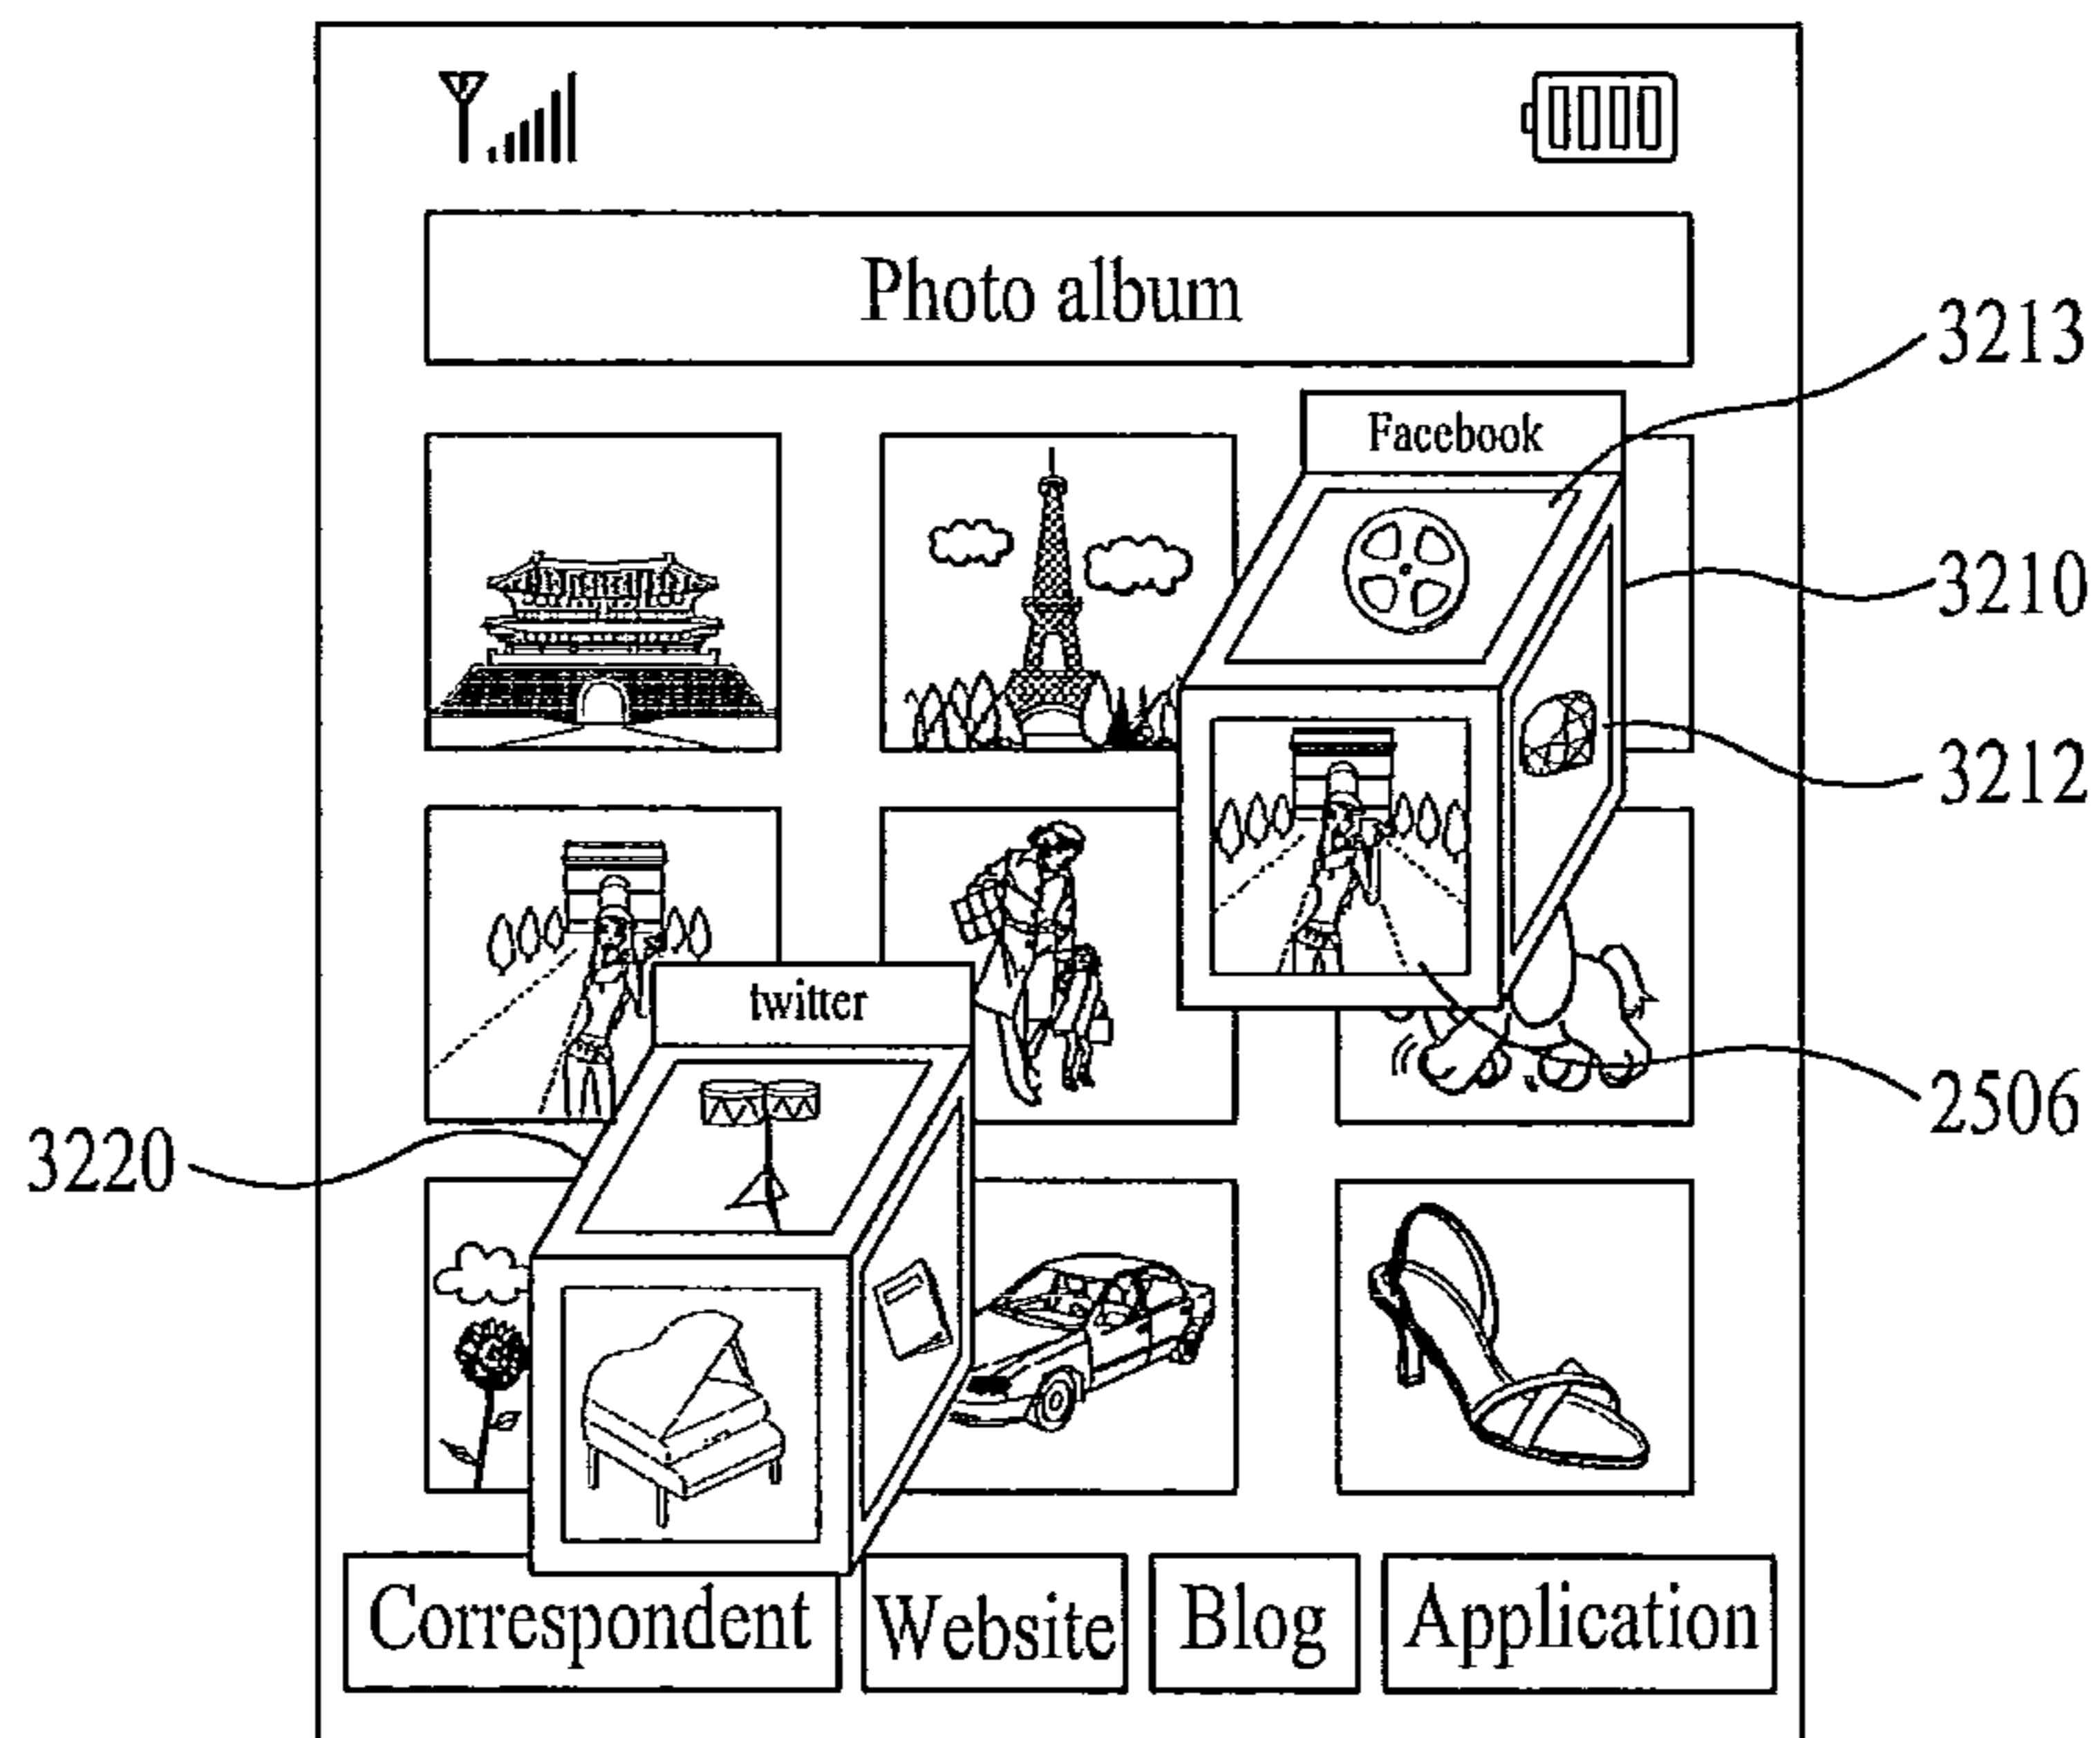 Photo album
3213
Facebook
3210
3212
twitter
2506
3220
Correspondent
Website
Blog
Application